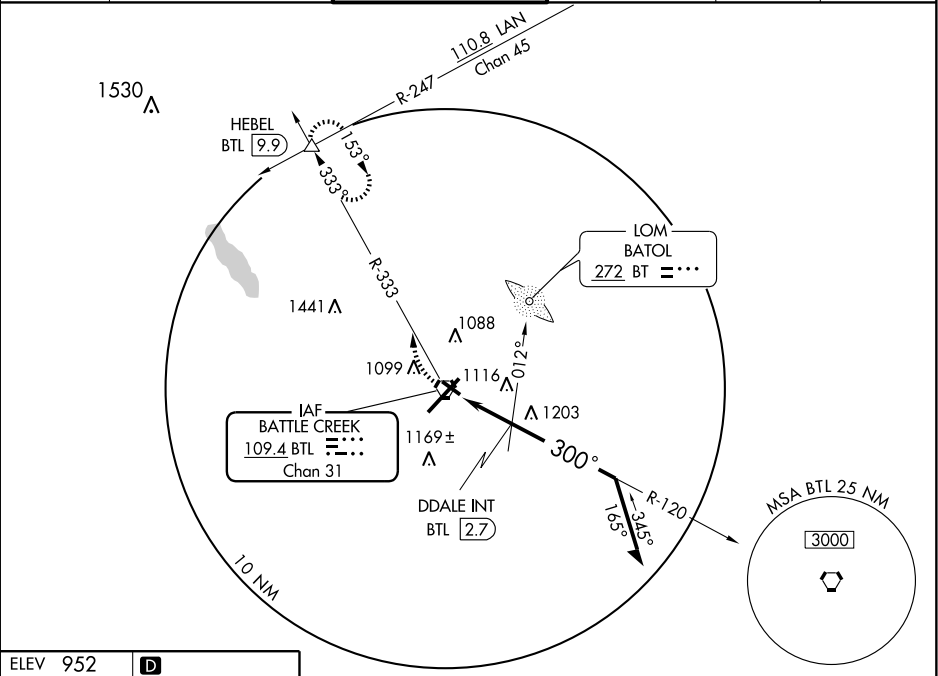 110.8 LAN
Chan 45
R-247
1530
HEBEL
BTL 9.9
153°
333°
LOM
BATOL
272 BT
R-333
1441
1088
012°
1099
1116
IAF
BATTLE CREEK
109.4 BTL
Chan 31
1203
1169±
300°
DDALE INT
BTL 2.7
R-120
165°
345°
MSA BTL 25 NM
3000
10 NM
ELEV 952 D